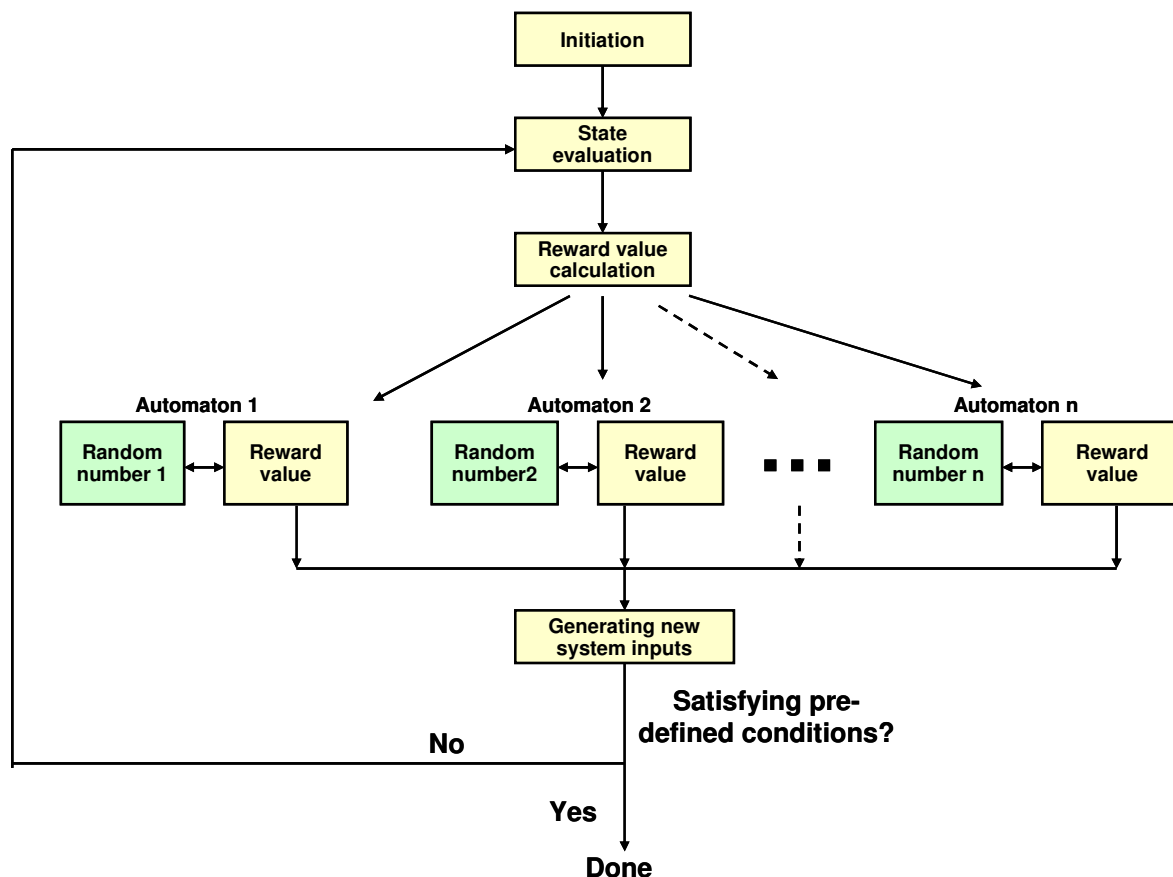 Initiation
State
evaluation
Reward value
calculation
Automaton 1
Automaton 2
Automaton n
Random
number 1
Reward
value
Random
number2
Reward
value
Random
number n
Reward
value
Generating new
system inputs
Satisfying pre-
defined conditions?
No
Yes
Done